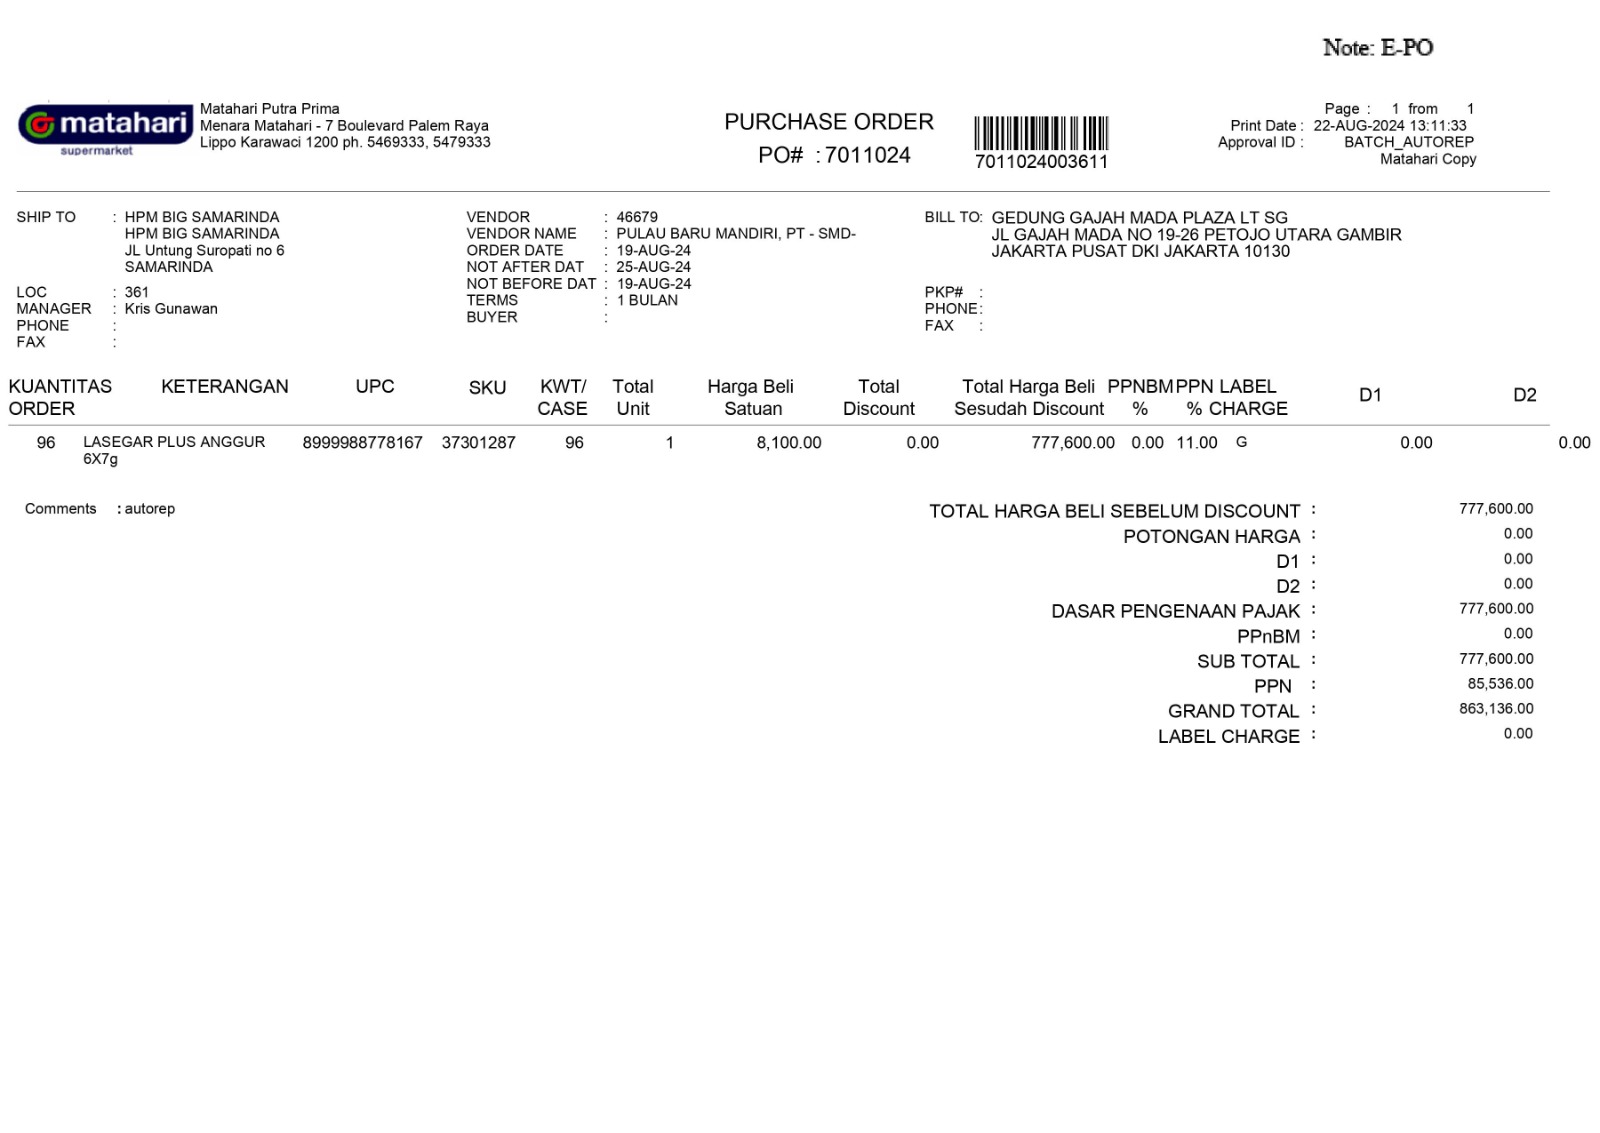 Note: E-PO
matahari
supermarket
Matahari Putra Prima
Menara Matahari - 7 Boulevard Palem Raya
Lippo Karawaci 1200 ph. 5469333, 5479333
PURCHASE ORDER
PO# : 7011024
7011024003611
Page : 1 from 1
Print Date : 22-AUG-2024 13:11:33
Approval ID : BATCH_AUTOREP
Matahari Copy
SHIP TO : HPM BIG SAMARINDA
HPM BIG SAMARINDA
JL Untung Suropati no 6
SAMARINDA
LOC : 361
MANAGER : Kris Gunawan
PHONE :
FAX :
VENDOR : 46679
VENDOR NAME : PULAU BARU MANDIRI, PT - SMD-
ORDER DATE : 19-AUG-24
NOT AFTER DAT : 25-AUG-24
NOT BEFORE DAT : 19-AUG-24
TERMS : 1 BULAN
BUYER :
BILL TO: GEDUNG GAJAH MADA PLAZA LT SG
JL GAJAH MADA NO 19-26 PETOJO UTARA GAMBIR
JAKARTA PUSAT DKI JAKARTA 10130
PKP# :
PHONE :
FAX :
KUANTITAS KETERANGAN UPC SKU KWT/ Total Harga Beli Total Total Harga Beli PPNBM PPN LABEL D1 D2
ORDER CASE Unit Satuan Discount Sesudah Discount % % CHARGE
96 LASEGAR PLUS ANGGUR 8999988778167 37301287 96 1 8,100.00 0.00 777,600.00 0.00 11.00 G 0.00 0.00
6X7g
Comments : autorep
TOTAL HARGA BELI SEBELUM DISCOUNT : 777,600.00
POTONGAN HARGA : 0.00
D1 : 0.00
D2 : 0.00
DASAR PENGENAAN PAJAK : 777,600.00
PPnBM : 0.00
SUB TOTAL : 777,600.00
PPN : 85,536.00
GRAND TOTAL : 863,136.00
LABEL CHARGE : 0.00